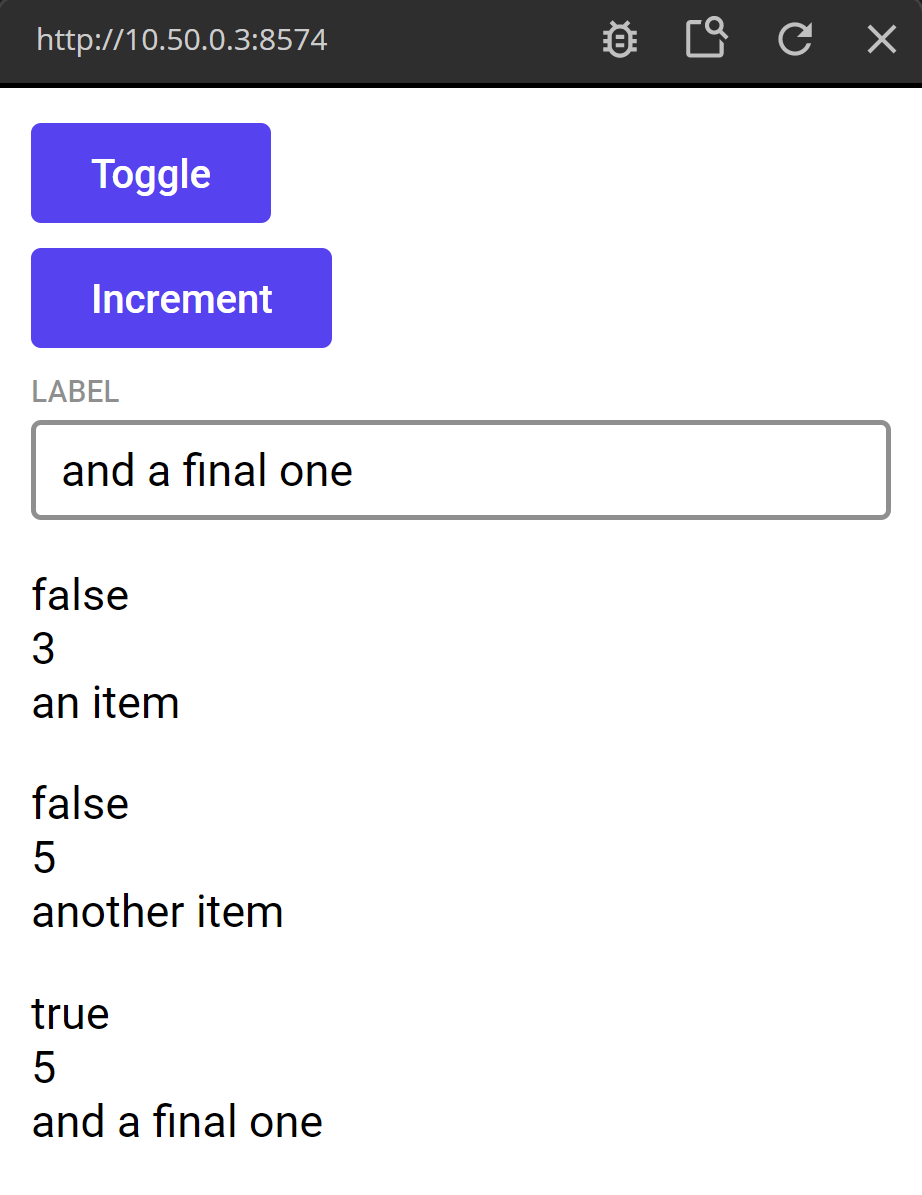 http://10.50.0.3:8574
Toggle
Increment
LABEL
and a final one
false
3
an item
false
5
another item
true
5
and a final one